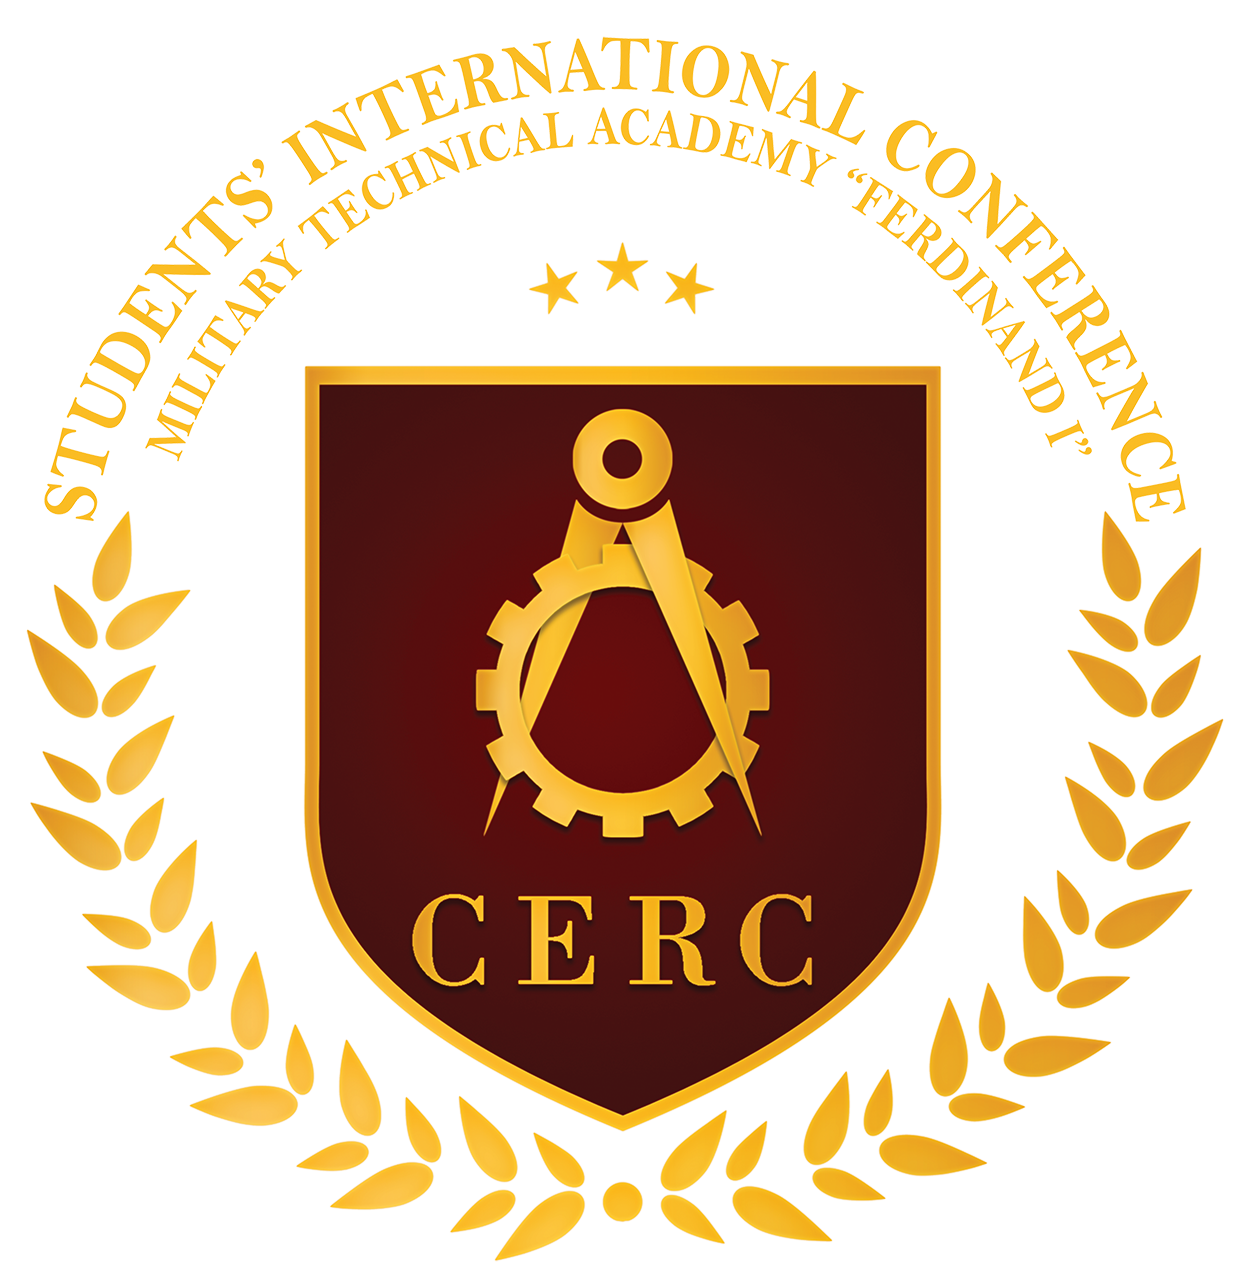 STUDENTS’ INTERNATIONAL CONFERENCE
MILITARY TECHNICAL ACADEMY “FERDINAND I”
CERC